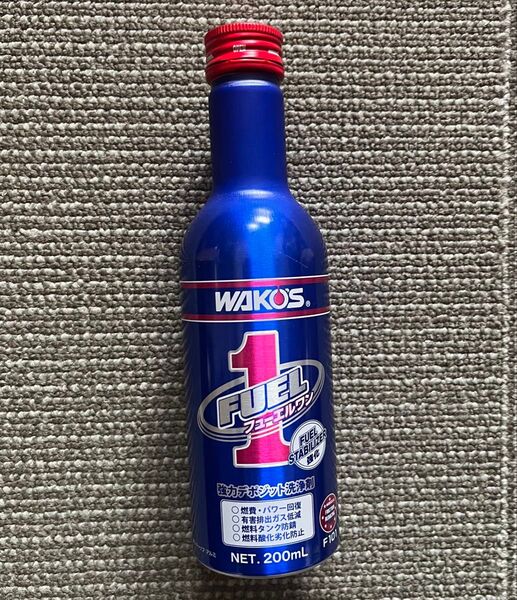 WAKO'S®
1
FUEL
フューエルワン
FUEL
STABILIZER
強化
強力デポジット洗浄剤
○燃費・パワー回復
○有害排出ガス低減
○燃料タンク防錆
○燃料酸化劣化防止
NET. 200mL
F101